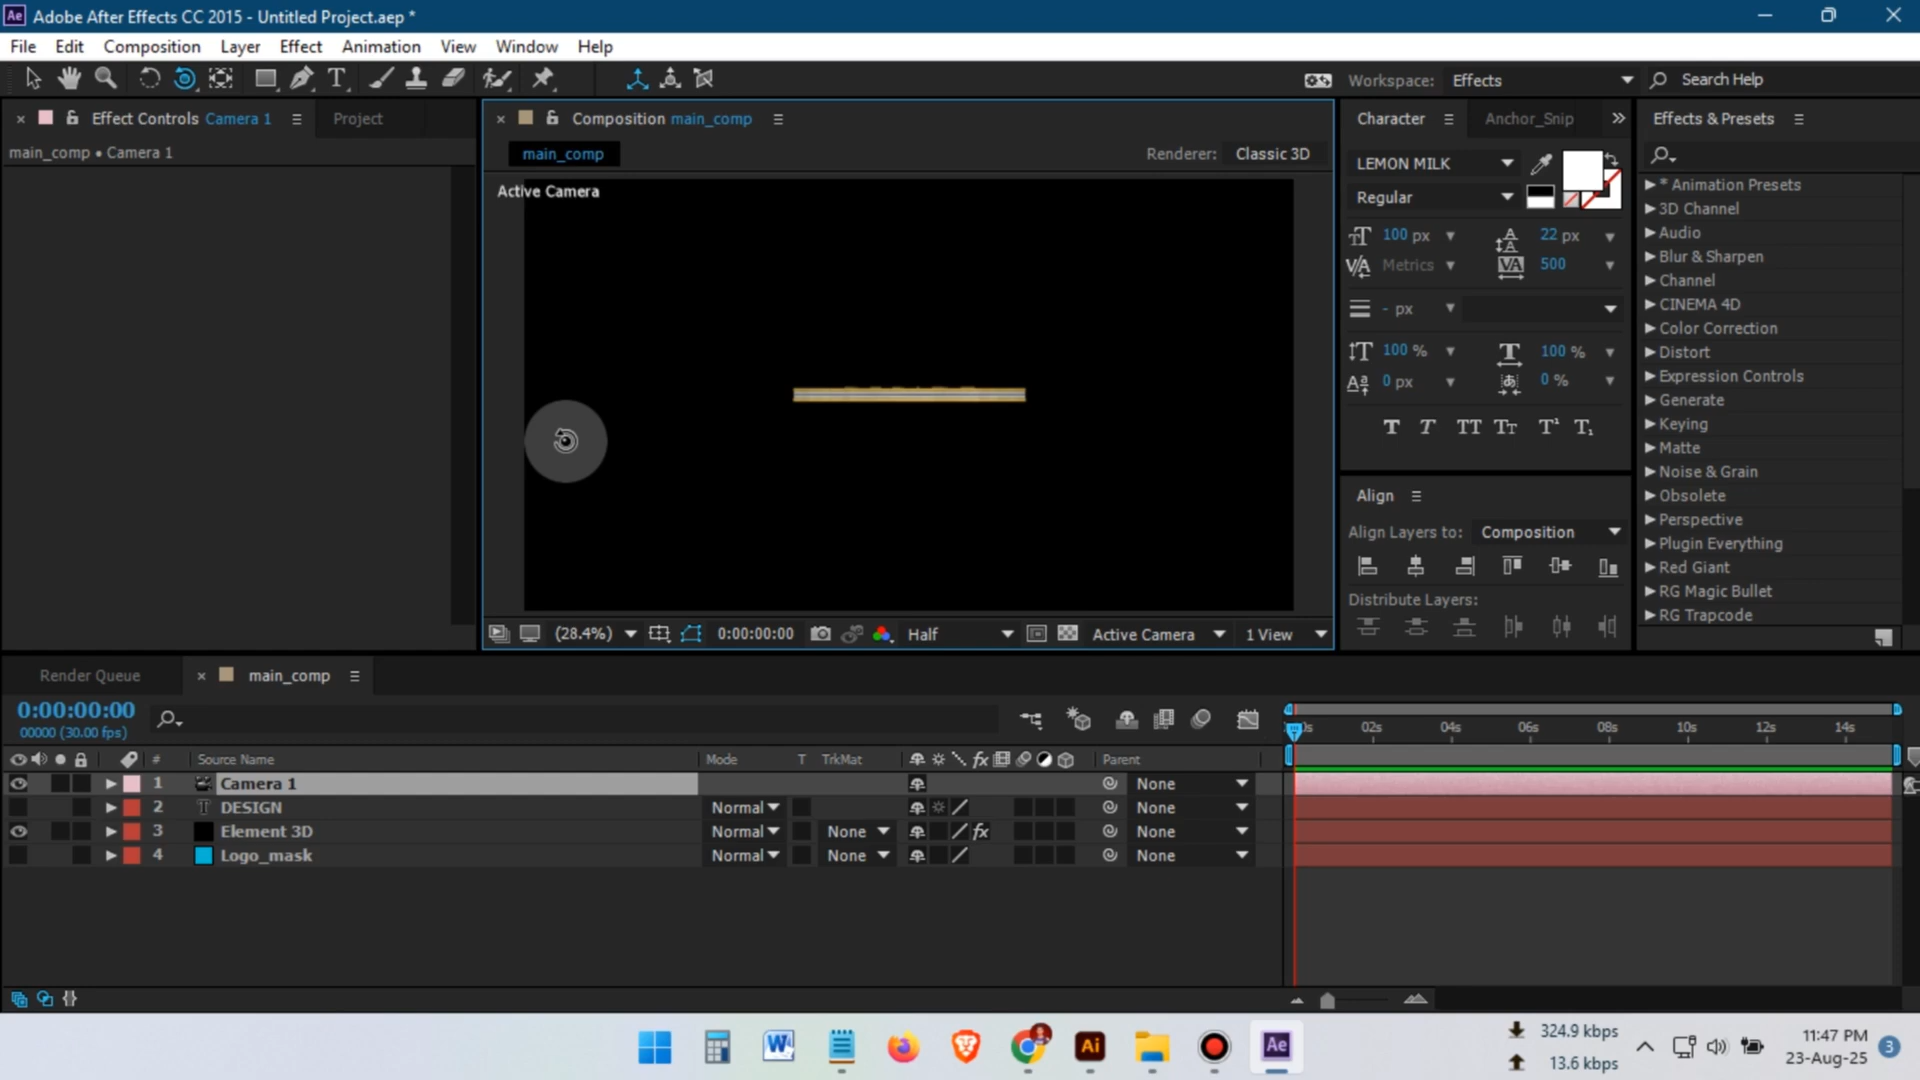 Adobe After Effects CC 2015 - Untitled Project.aep *
File Edit Composition Layer Effect Animation View Window Help
Workspace: Effects Search Help
Effect Controls Camera 1 Project
main_comp • Camera 1
Composition main_comp
main_comp
Renderer: Classic 3D
Active Camera
(28.4%) 0:00:00:00 Half Active Camera 1 View
Character Anchor_Snip
LEMON MILK
Regular
100 px 22 px
Metrics 500
- px
100 % 100 %
0 px 0 %
Align
Align Layers to: Composition
Distribute Layers:
Effects & Presets
* Animation Presets
3D Channel
Audio
Blur & Sharpen
Channel
CINEMA 4D
Color Correction
Distort
Expression Controls
Generate
Keying
Matte
Noise & Grain
Obsolete
Perspective
Plugin Everything
Red Giant
RG Magic Bullet
RG Trapcode
Render Queue main_comp
0:00:00:00
00000 (30.00 fps)
02s 04s 06s 08s 10s 12s 14s
# Source Name Mode T TrkMat Parent
1 Camera 1 None
2 DESIGN Normal None
3 Element 3D Normal None None
4 Logo_mask Normal None None
324.9 kbps
13.6 kbps
11:47 PM
23-Aug-25
3